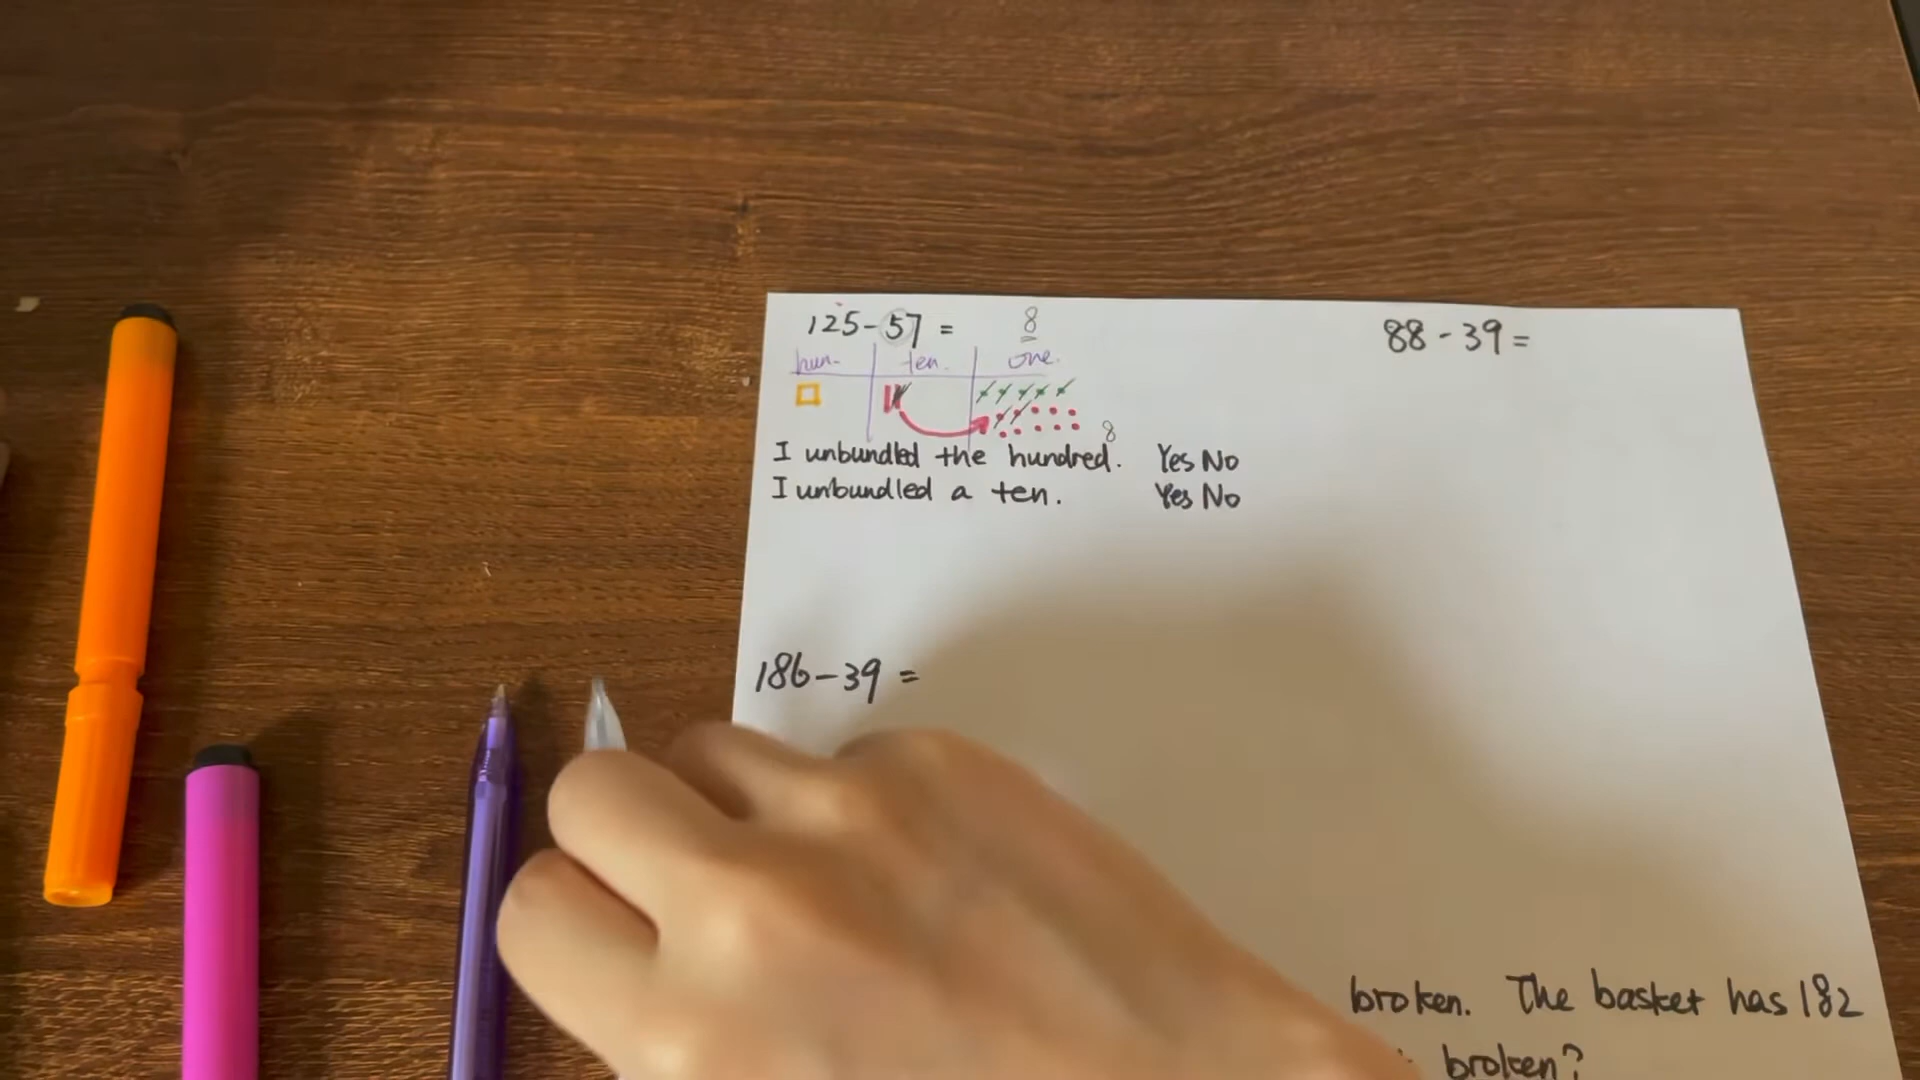 125-57 = 8
88-39=
hun. ten. one.
8
I unbundled the hundred. Yes No
I unbundled a ten. Yes No
186-39 =
broken. The basket has 182
broken?